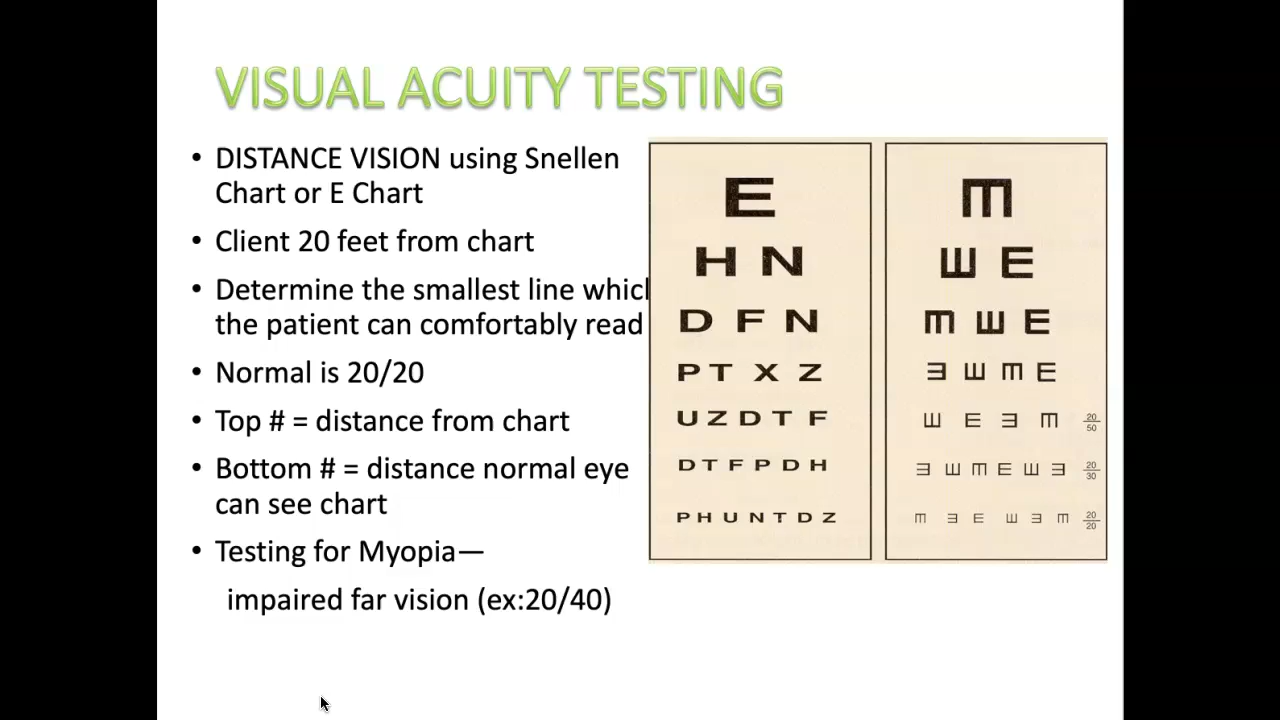 VISUAL ACUITY TESTING
• DISTANCE VISION using Snellen
Chart or E Chart
• Client 20 feet from chart
• Determine the smallest line whicl
the patient can comfortably read
• Normal is 20/20
• Top # = distance from chart
• Bottom # = distance normal eye
can see chart
• Testing for Myopia—
impaired far vision (ex:20/40)
E
H N
D F N
P T X Z
U Z D T F
D T F P D H
P H U N T D Z
E
E E
E E E
E E E E
E E E E 20/50
E E E E E E 20/30
E E E E E E 20/20